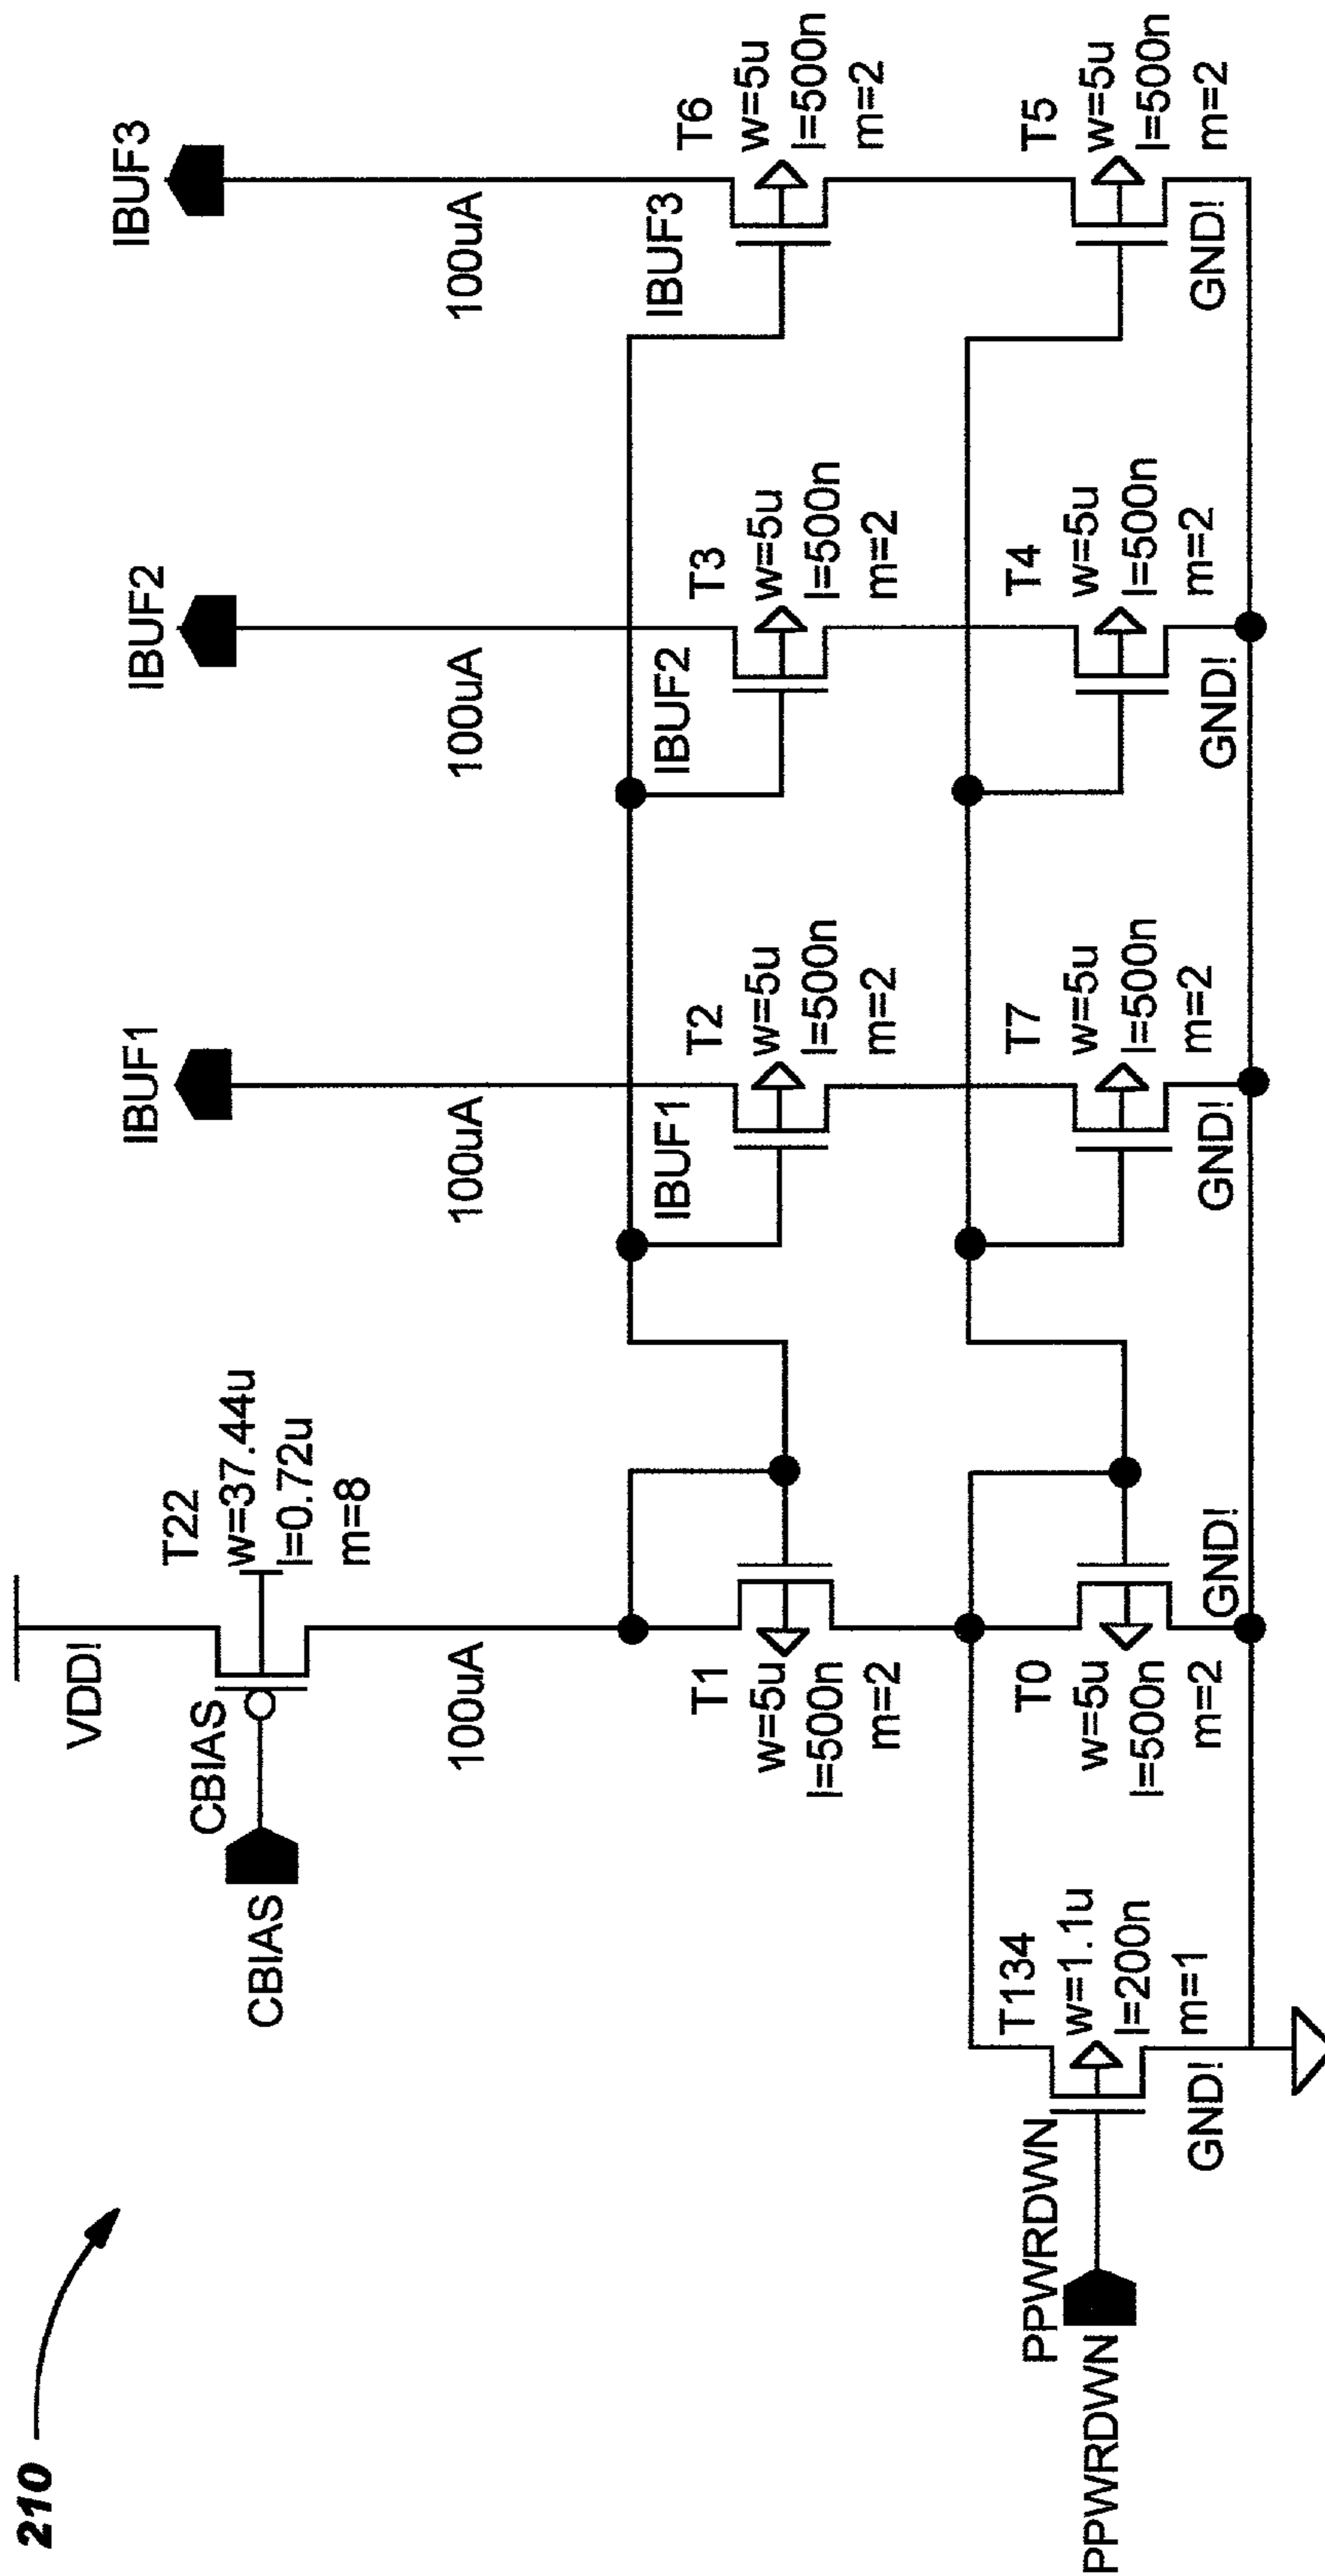 210
VDD!
CBIAS
CBIAS
T22
w=37.44u
l=0.72u
m=8
100uA
IBUF1
100uA
IBUF2
100uA
IBUF3
100uA
T1
w=5u
l=500n
m=2
IBUF1
T2
w=5u
l=500n
m=2
IBUF2
T3
w=5u
l=500n
m=2
IBUF3
T6
w=5u
l=500n
m=2
PPWRDWN
PPWRDWN
T134
w=1.1u
l=200n
m=1
GND!
T0
w=5u
l=500n
m=2
GND!
T7
w=5u
l=500n
m=2
GND!
T4
w=5u
l=500n
m=2
GND!
T5
w=5u
l=500n
m=2
GND!